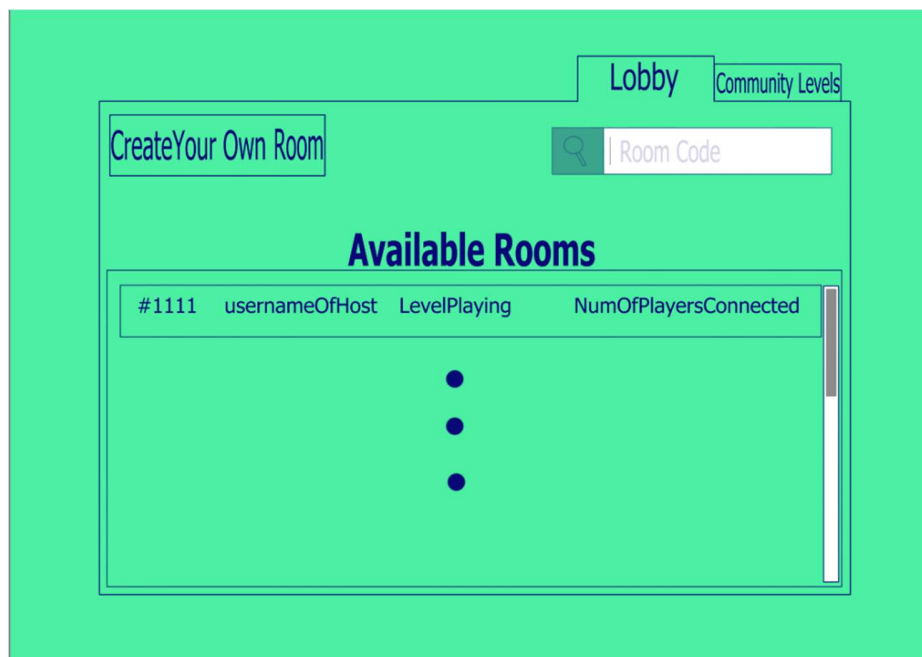 Lobby
Community Levels
CreateYour Own Room
Room Code
Available Rooms
#1111 usernameOfHost LevelPlaying NumOfPlayersConnected